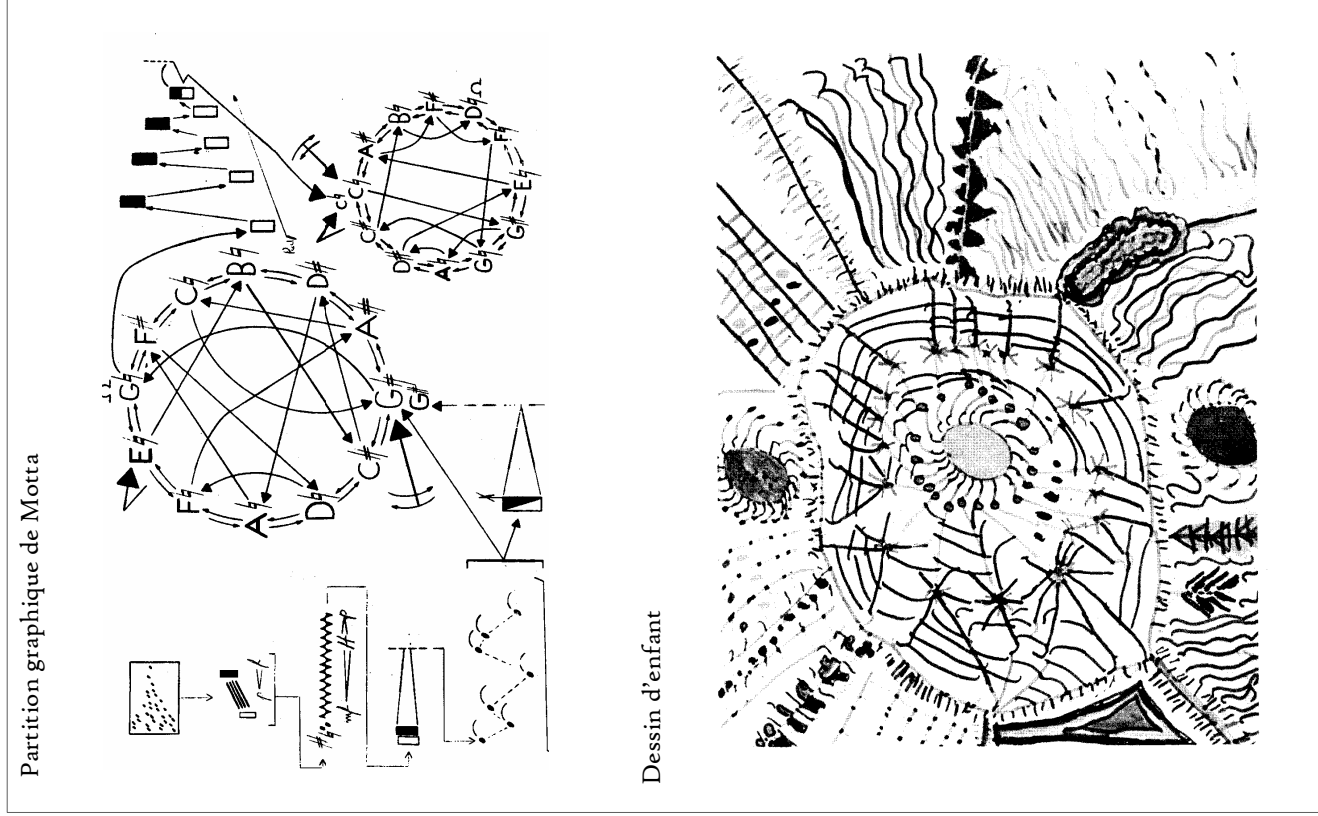 Partition graphique de Motta
G♮
F#
C♮
B♮
D#
A#
G♮
G#
C#
D♮
A♮
F♮
E♮
Ω
C♮
A#
B♮
F#
D♮
Ω
F♮
E♮
G#
G♮
A♮
D#
C#
Dessin d'enfant